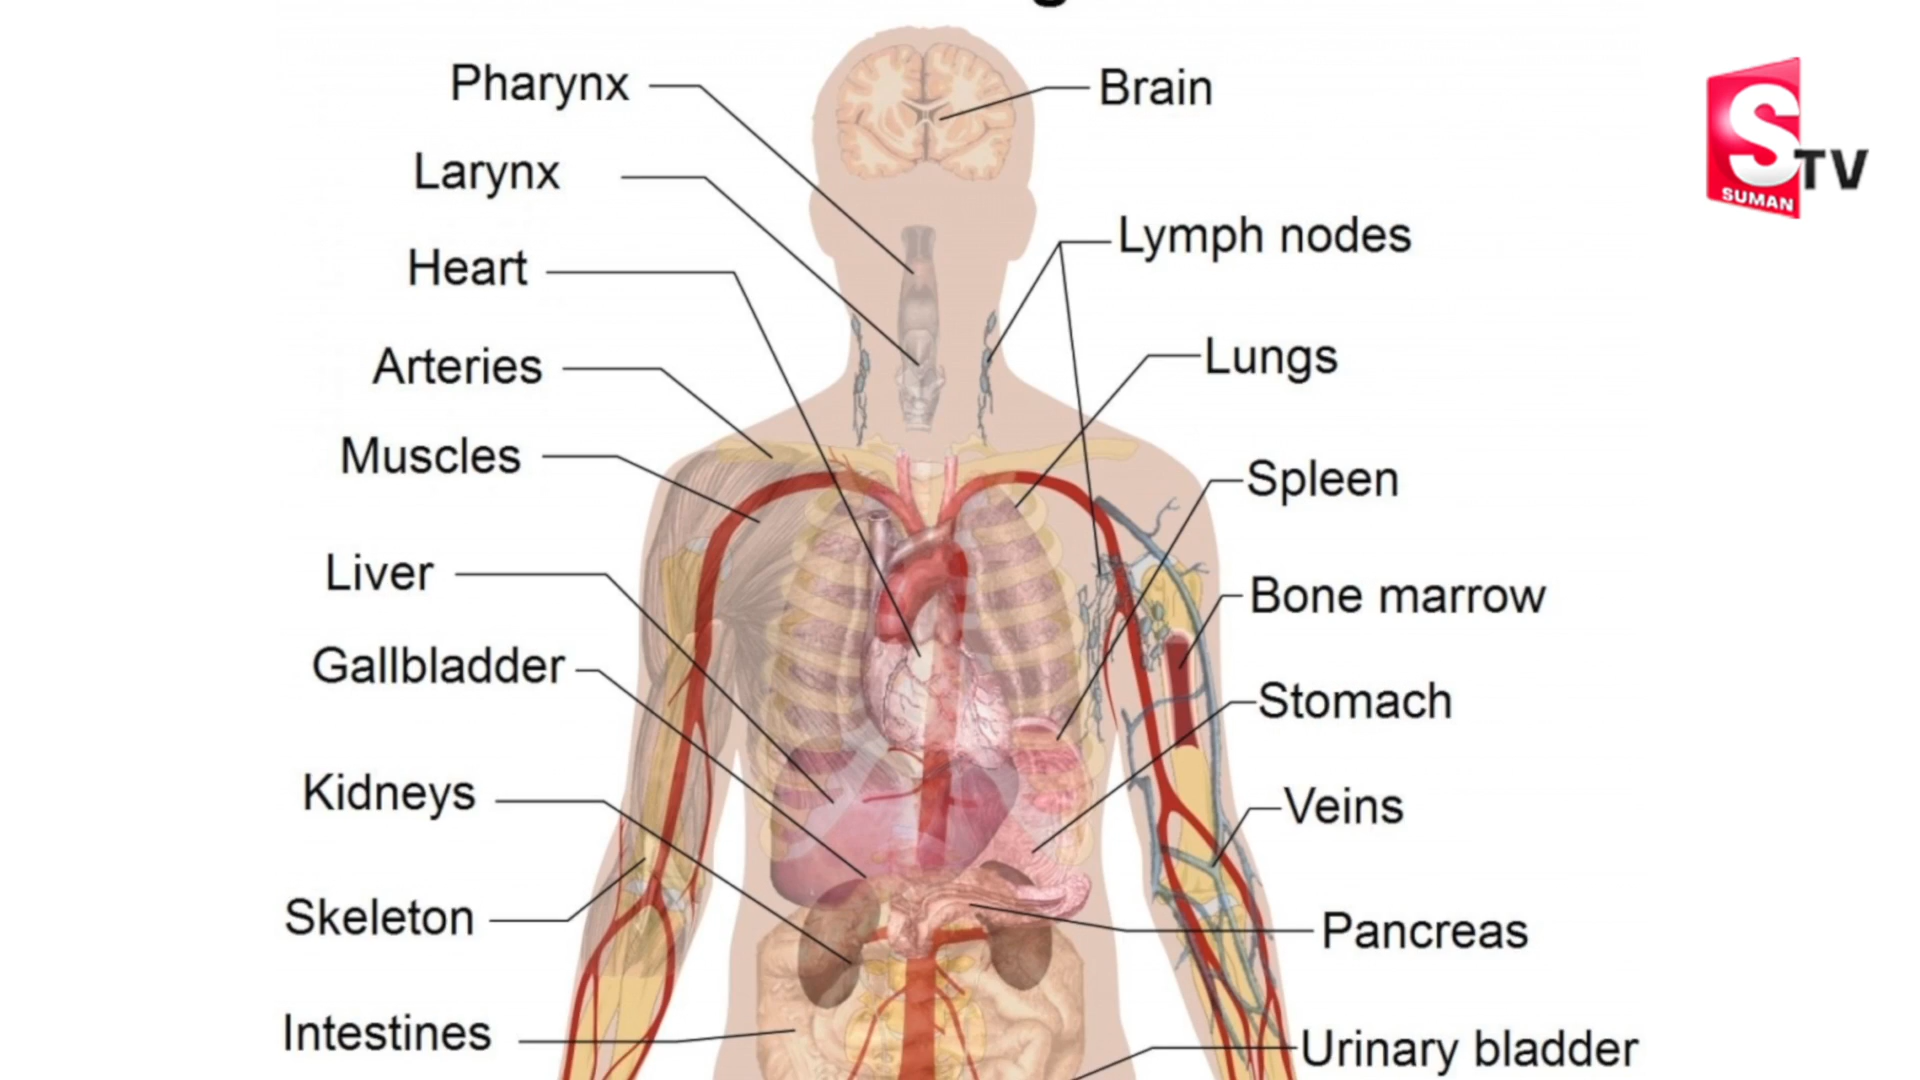 Pharynx
Brain
Larynx
Lymph nodes
Heart
Lungs
Arteries
Muscles
Spleen
Liver
Bone marrow
Gallbladder
Stomach
Kidneys
Veins
Skeleton
Pancreas
Intestines
Urinary bladder
S TV
SUMAN